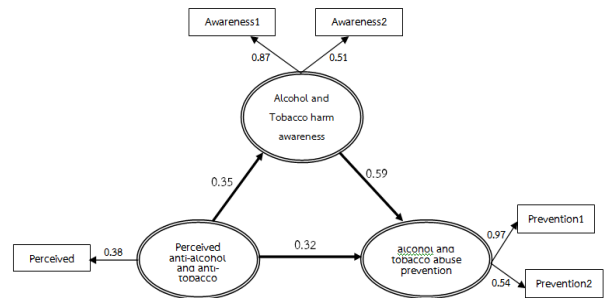 Awareness1 Awareness2
0.87 0.51
Alcohol and
Tobacco harm
awareness
0.35 0.59
Perceived 0.38
Perceived
anti-alcohol
and anti-
tobacco
0.32
alcohol and
tobacco abuse
prevention
0.97 Prevention1
0.54 Prevention2